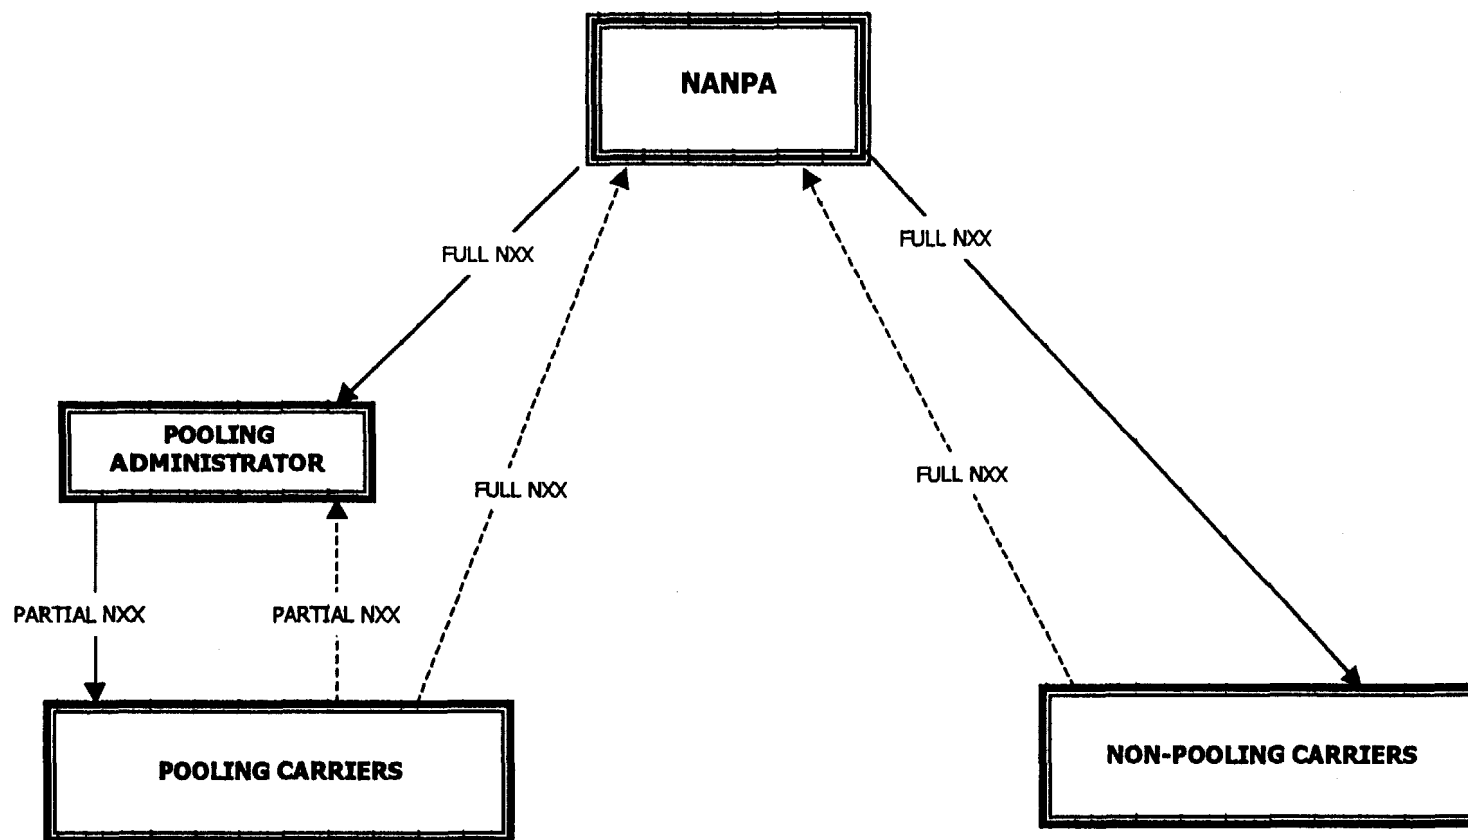 NANPA
FULL NXX
FULL NXX
POOLING
ADMINISTRATOR
FULL NXX
FULL NXX
PARTIAL NXX
PARTIAL NXX
POOLING CARRIERS
NON-POOLING CARRIERS